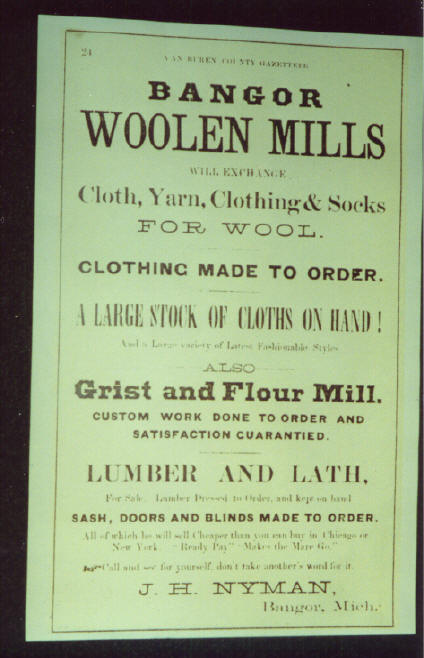 24
VAN BUREN COUNTY GAZETTEER
BANGOR
WOOLEN MILLS
WILL EXCHANGE
Cloth, Yarn, Clothing & Socks
FOR WOOL.
CLOTHING MADE TO ORDER.
A LARGE STOCK OF CLOTHS ON HAND!
And a Large variety of Latest Fashionable Styles
ALSO
Grist and Flour Mill.
CUSTOM WORK DONE TO ORDER AND
SATISFACTION GUARANTIED.
LUMBER AND LATH,
For Sale. Lumber Dressed to Order, and kept on hand
SASH, DOORS AND BLINDS MADE TO ORDER.
All of which he will sell Cheaper than you can buy in Chicago or
New York. "Ready Pay" "Makes the Mare Go."
☞Call and see for yourself, don't take another's word for it.
J. H. NYMAN,
Bangor, Mich.